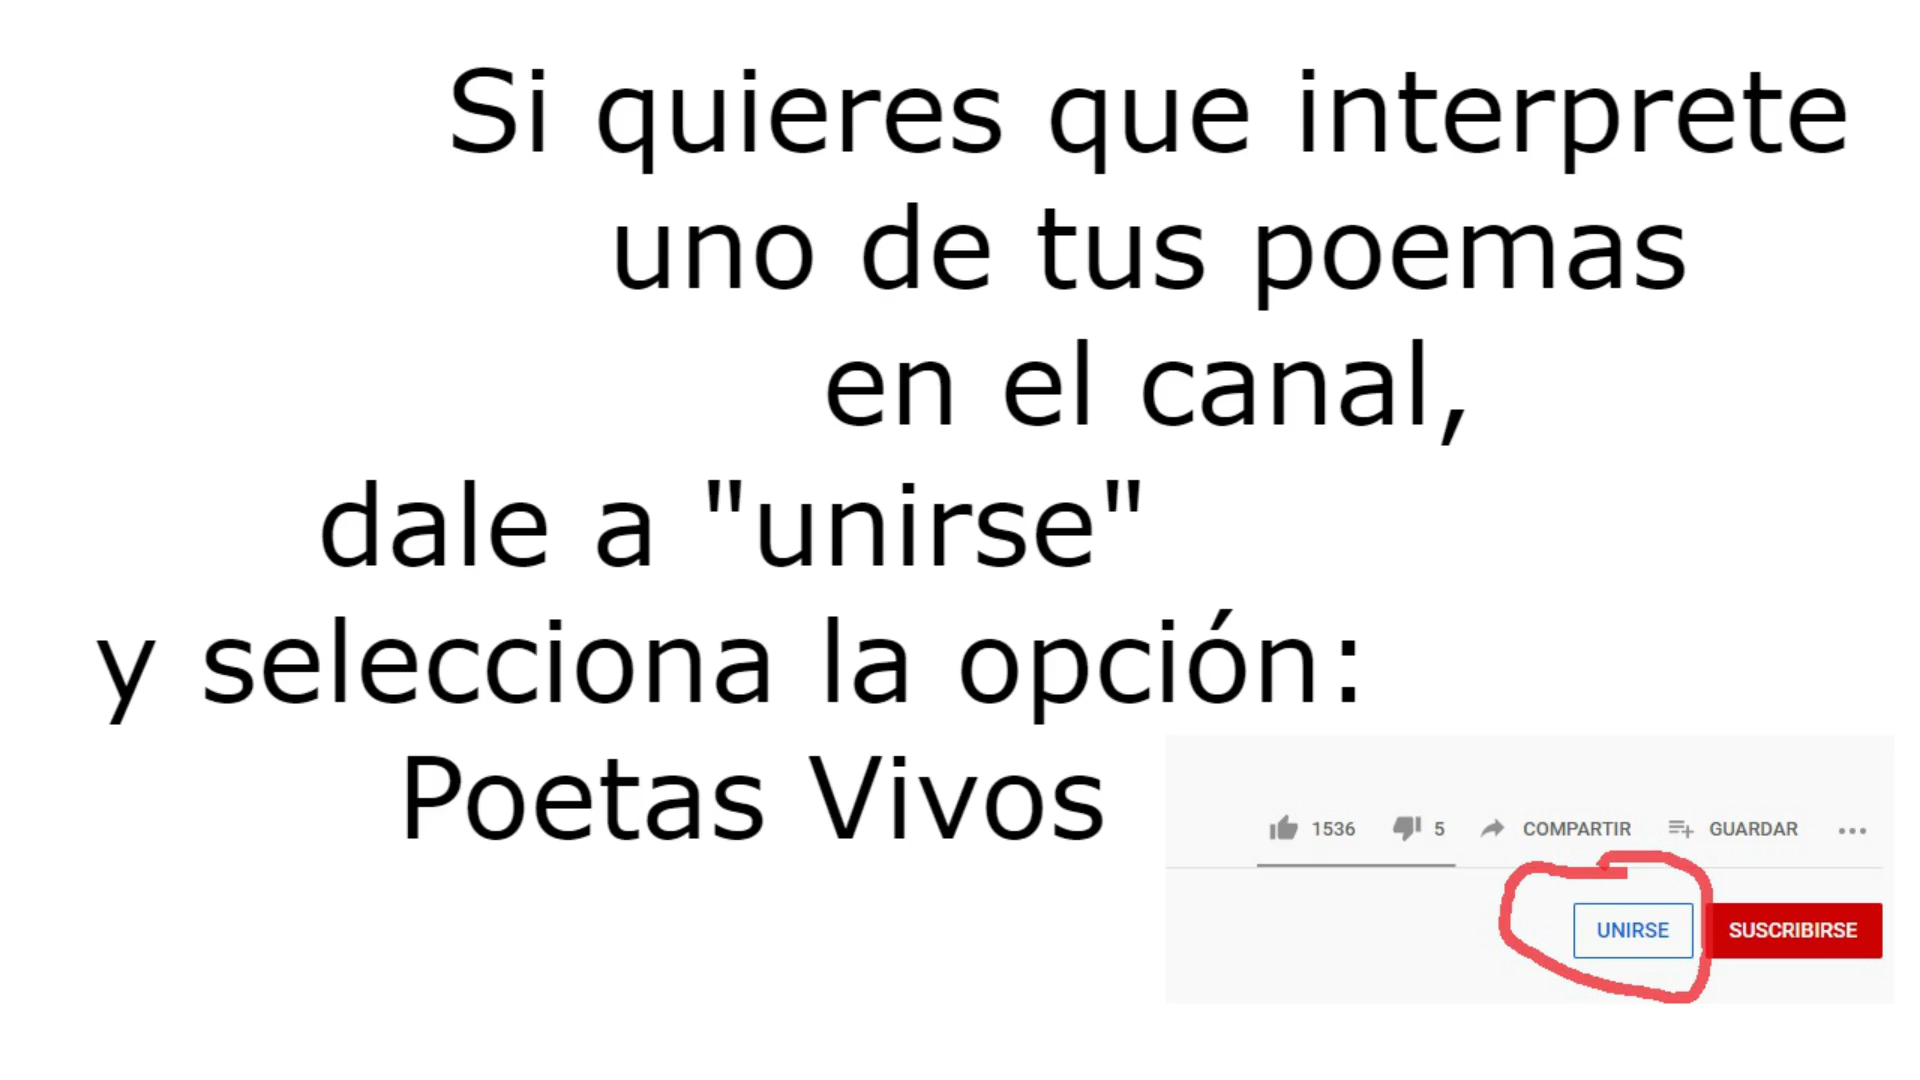 Si quieres que interprete
uno de tus poemas
en el canal,
dale a "unirse"
y selecciona la opción:
Poetas Vivos
1536 5 COMPARTIR GUARDAR
UNIRSE SUSCRIBIRSE